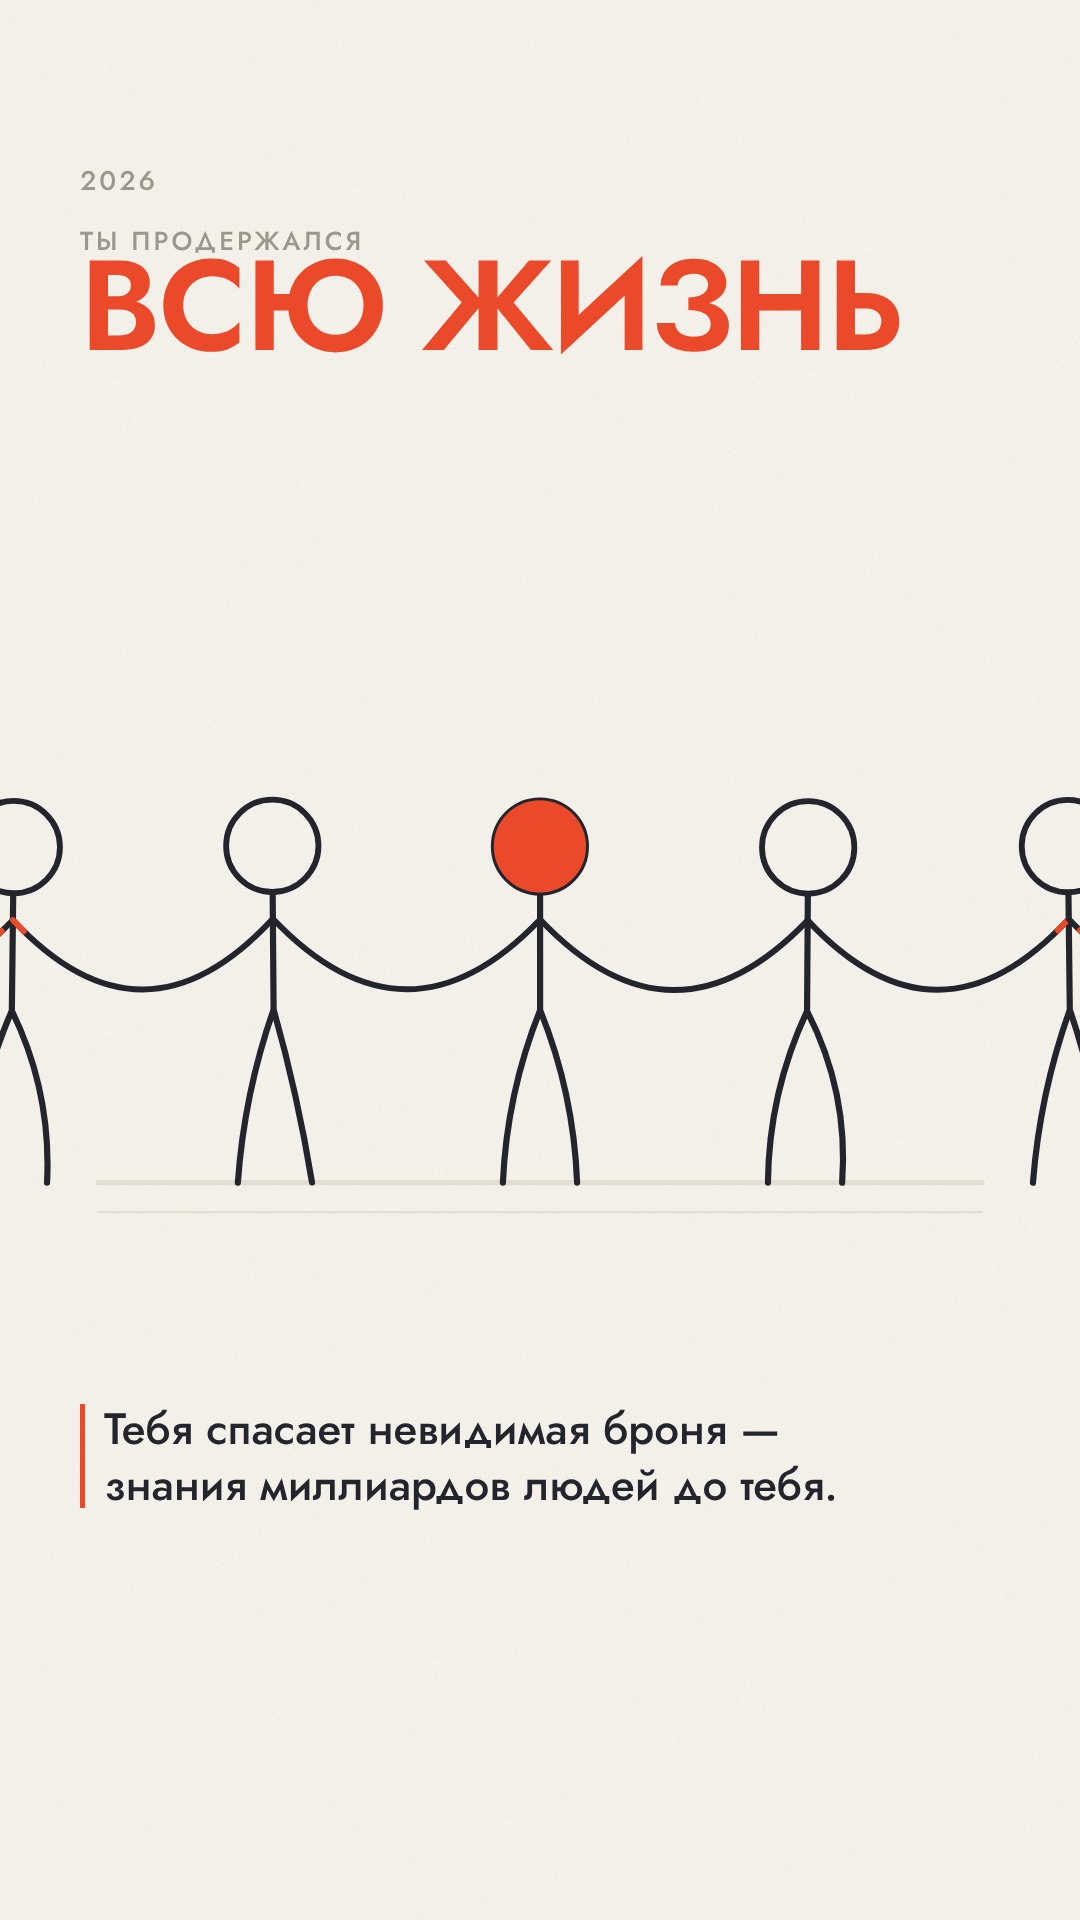 2026
ТЫ ПРОДЕРЖАЛСЯ
ВСЮ ЖИЗНЬ
Тебя спасает невидимая броня —
знания миллиардов людей до тебя.